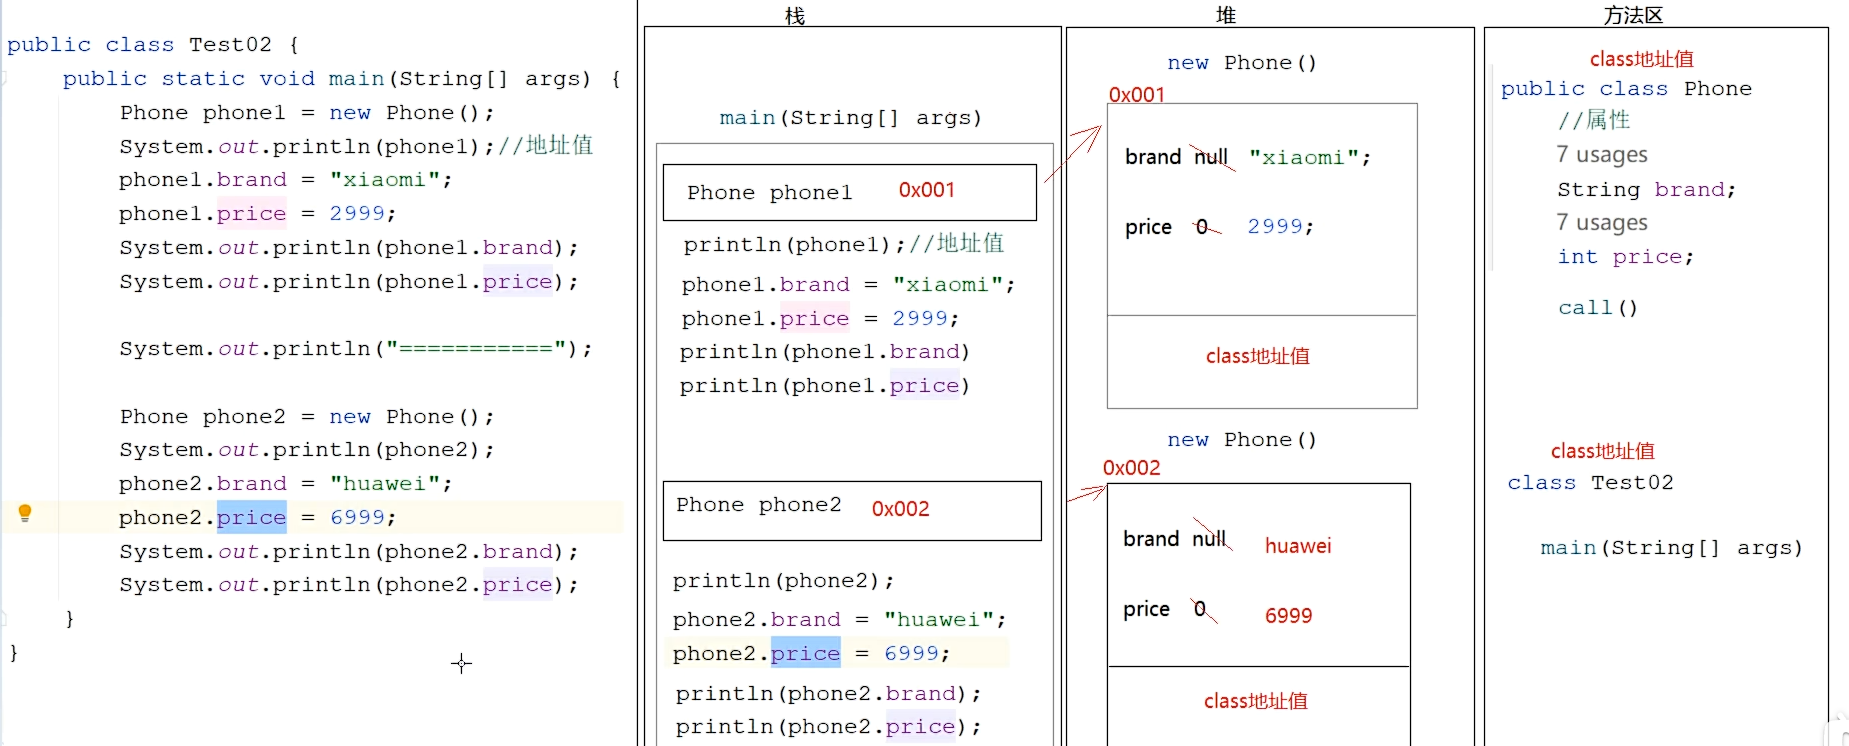 public class Test02 {
public static void main(String[] args) {
Phone phone1 = new Phone();
System.out.println(phone1);//地址值
phone1.brand = "xiaomi";
phone1.price = 2999;
System.out.println(phone1.brand);
System.out.println(phone1.price);
System.out.println("===========");
Phone phone2 = new Phone();
System.out.println(phone2);
phone2.brand = "huawei";
phone2.price = 6999;
System.out.println(phone2.brand);
System.out.println(phone2.price);
}
}
栈
main(String[] args)
Phone phone1 0x001
println(phone1);//地址值
phone1.brand = "xiaomi";
phone1.price = 2999;
println(phone1.brand)
println(phone1.price)
Phone phone2 0x002
println(phone2);
phone2.brand = "huawei";
phone2.price = 6999;
println(phone2.brand);
println(phone2.price);
堆
new Phone()
0x001
brand null "xiaomi";
price 0 2999;
class地址值
new Phone()
0x002
brand null huawei
price 0 6999
class地址值
方法区
class地址值
public class Phone
//属性
7 usages
String brand;
7 usages
int price;
call()
class地址值
class Test02
main(String[] args)